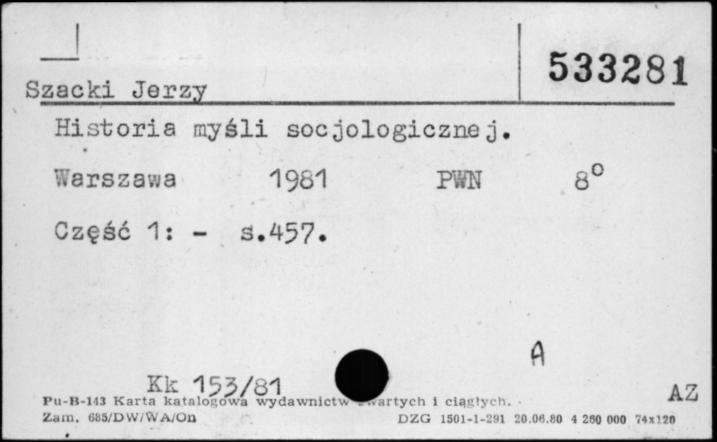 533281
Szacki Jerzy
Historia myśli socjologicznej.
Warszawa 1981 PWN 8°
Część 1: - s.457.
A
Kk 153/81
AZ
Pu-B-143 Karta katalogowa wydawnictw zwartych i ciągłych.
Zam. 685/DW/WA/On DZG 1501-1-291 20.06.80 4 260 000 74x120